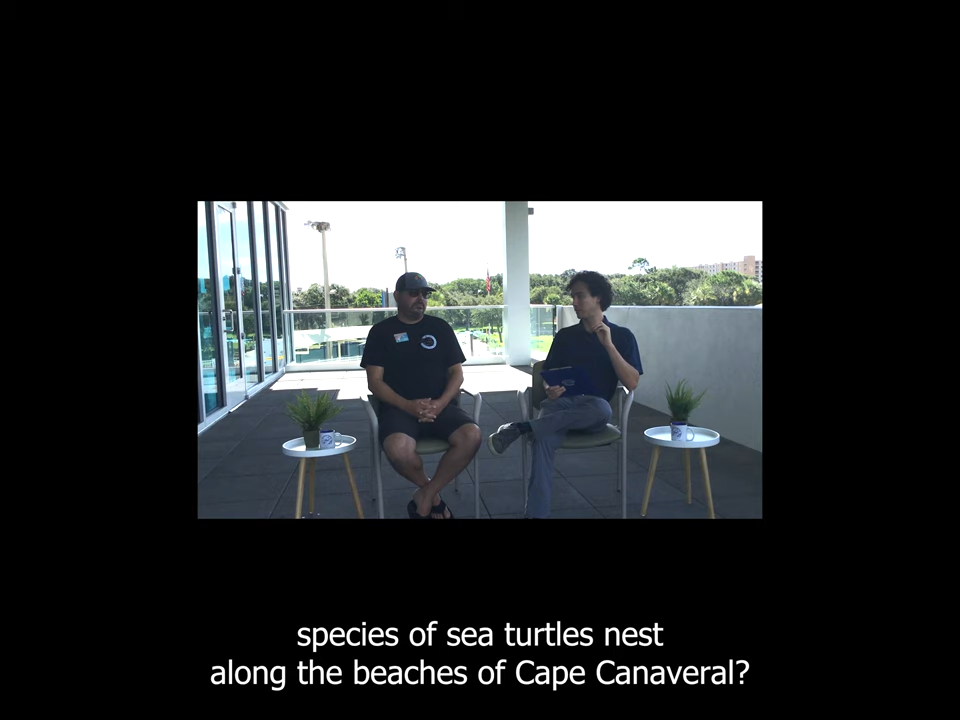 species of sea turtles nest
along the beaches of Cape Canaveral?